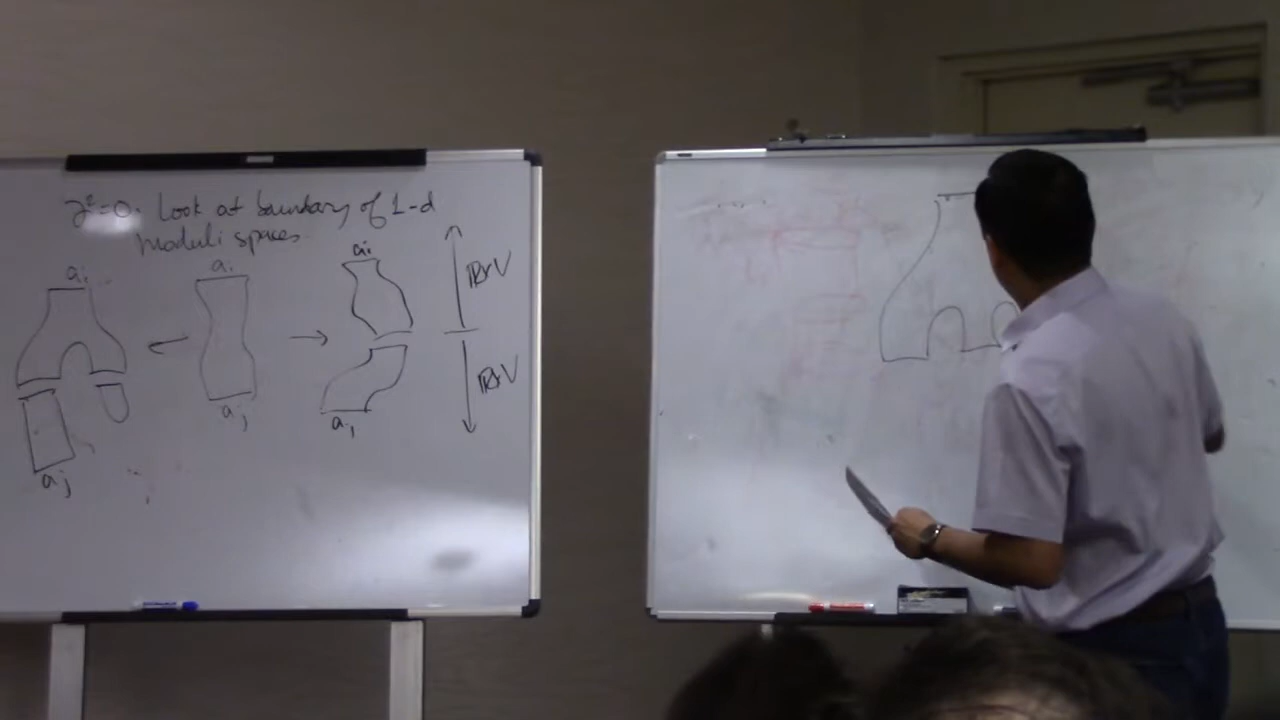 ∂²=0. Look at boundary of 1-d
moduli spaces.
aᵢ aᵢ aᵢ
ℝ×V
ℝ×V
aⱼ aⱼ aⱼ